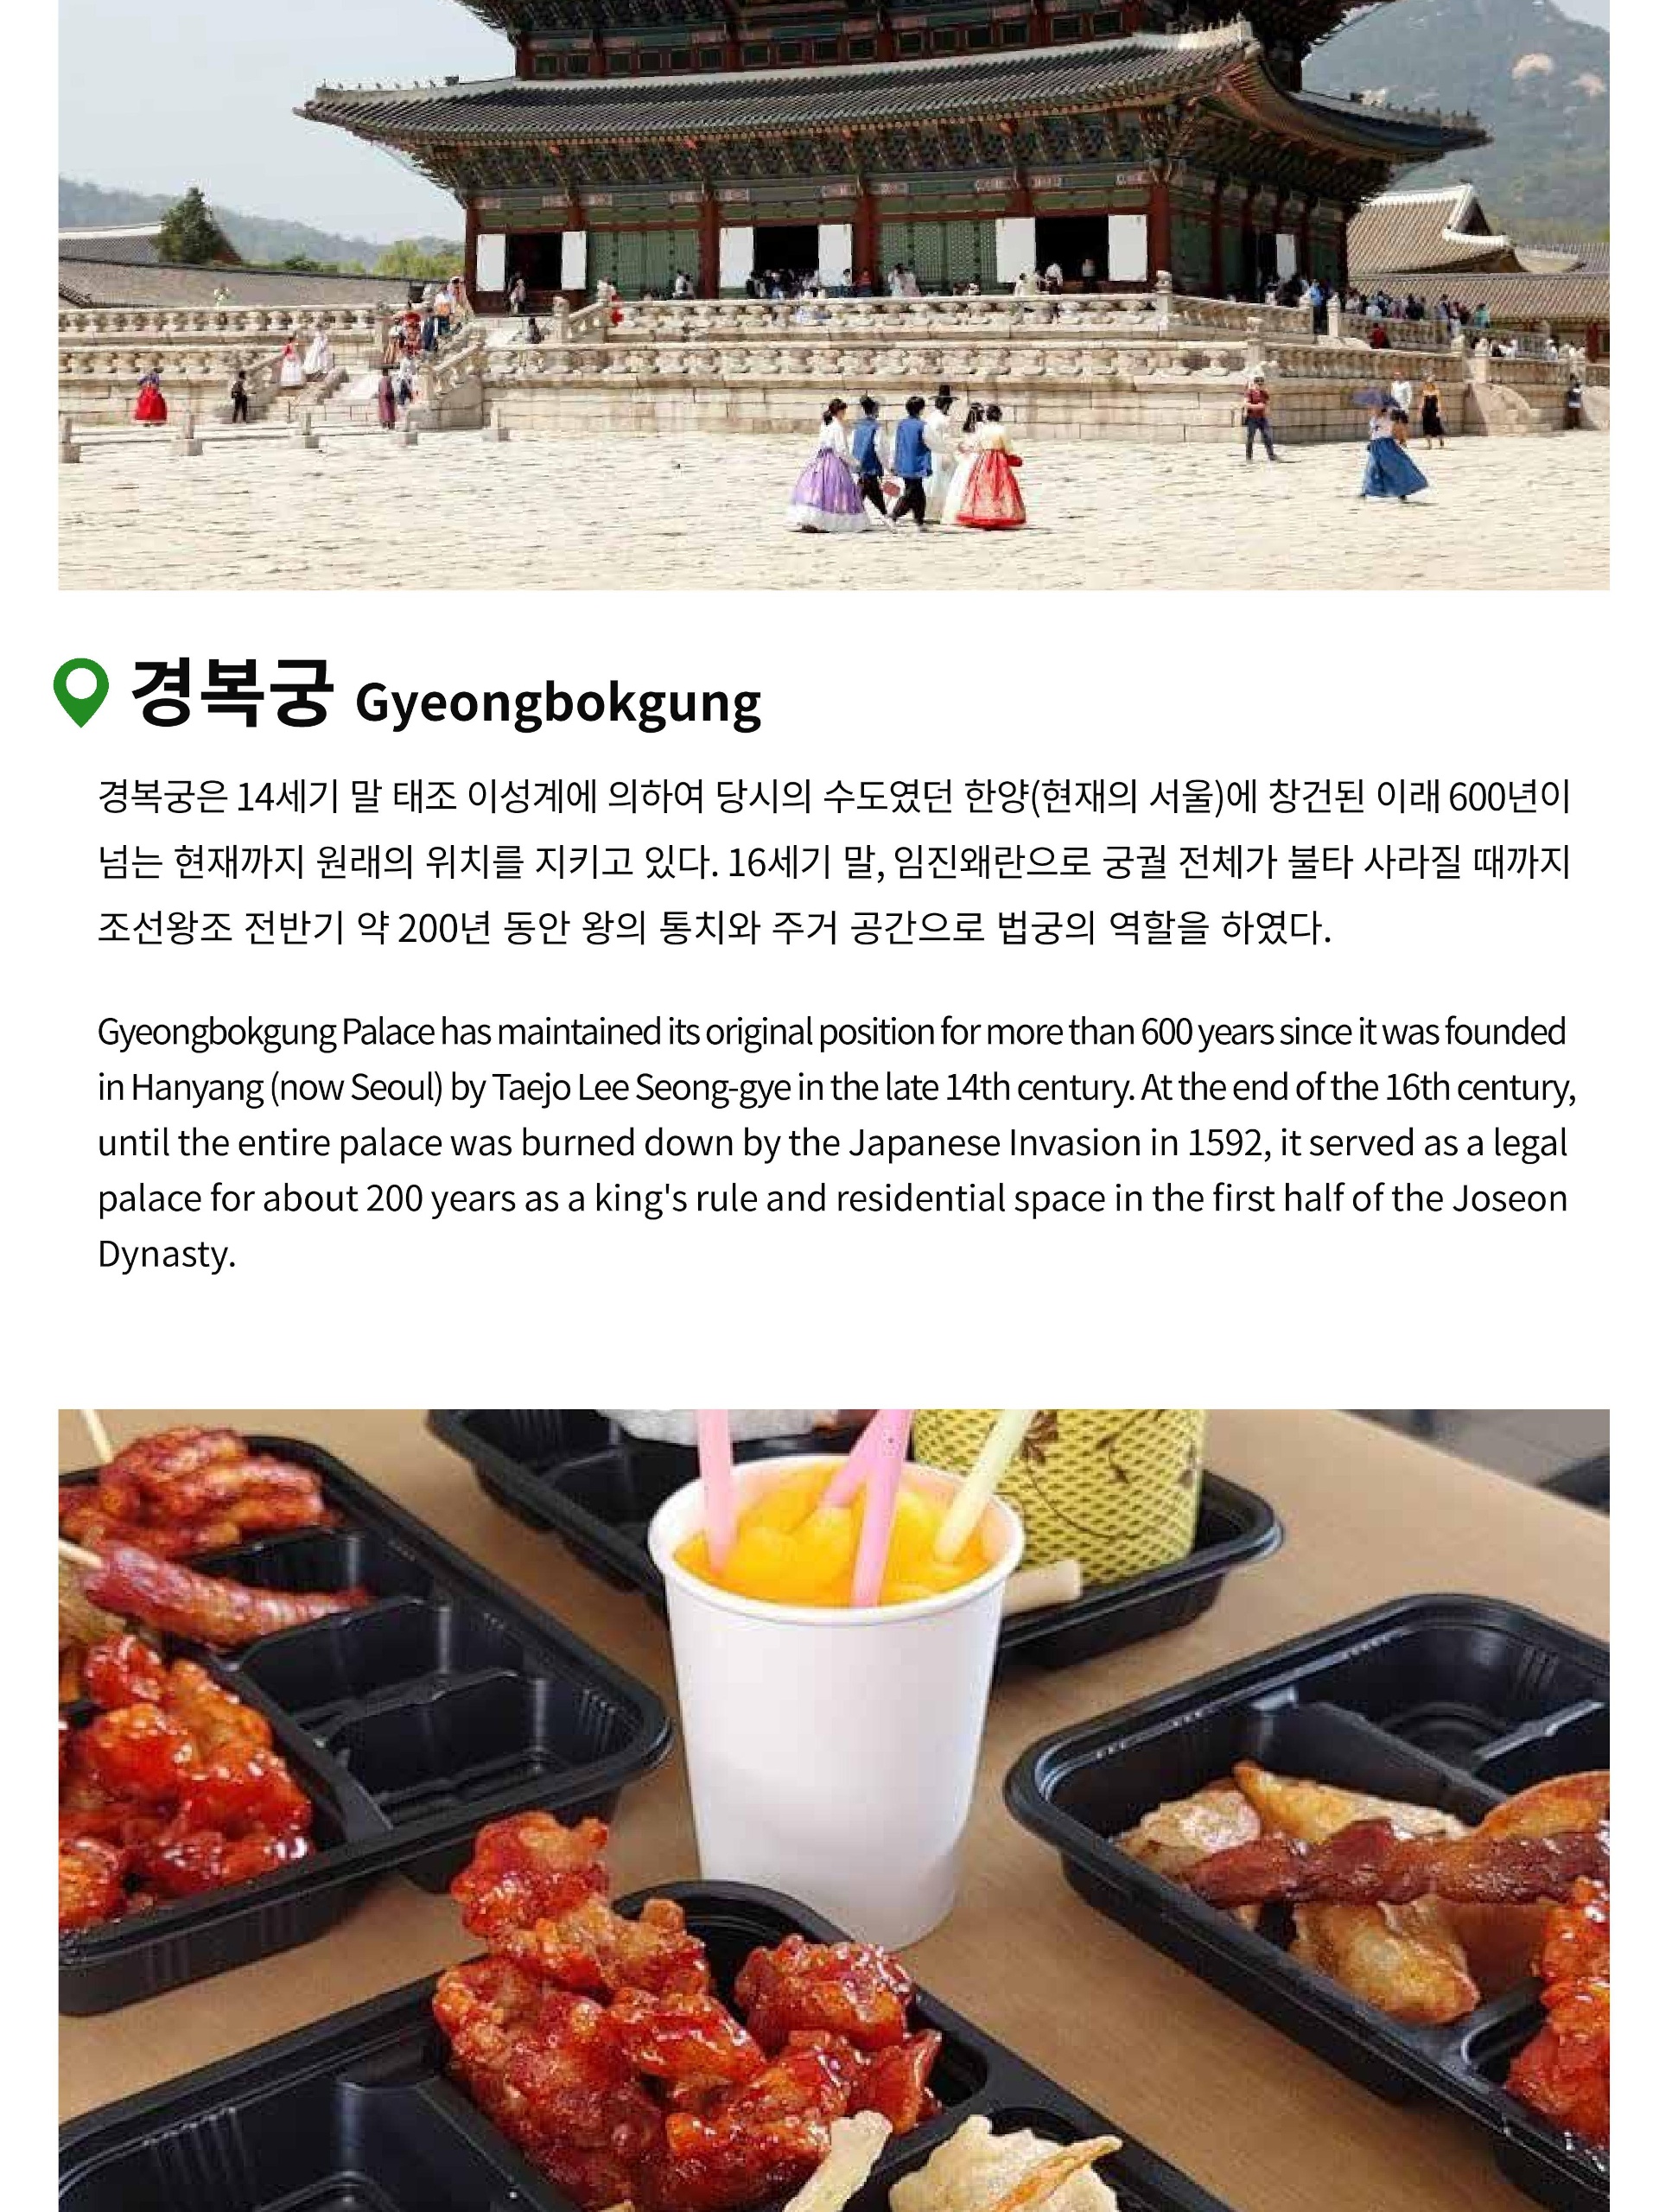 경복궁 Gyeongbokgung
경복궁은 14세기 말 태조 이성계에 의하여 당시의 수도였던 한양(현재의 서울)에 창건된 이래 600년이
넘는 현재까지 원래의 위치를 지키고 있다. 16세기 말, 임진왜란으로 궁궐 전체가 불타 사라질 때까지
조선왕조 전반기 약 200년 동안 왕의 통치와 주거 공간으로 법궁의 역할을 하였다.
Gyeongbokgung Palace has maintained its original position for more than 600 years since it was founded
in Hanyang (now Seoul) by Taejo Lee Seong-gye in the late 14th century. At the end of the 16th century,
until the entire palace was burned down by the Japanese Invasion in 1592, it served as a legal
palace for about 200 years as a king's rule and residential space in the first half of the Joseon
Dynasty.